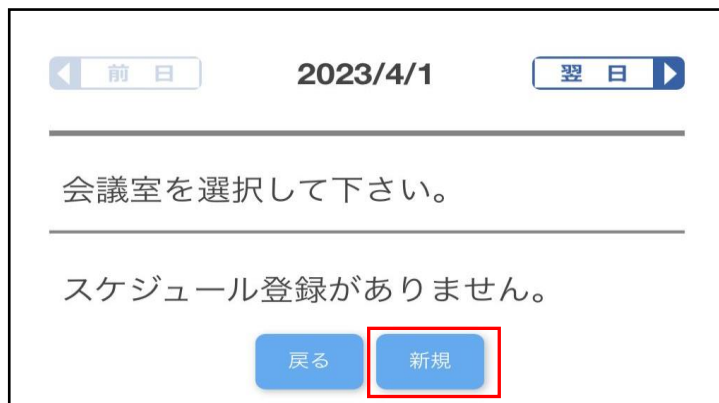 前日 2023/4/1 翌日
会議室を選択して下さい。
スケジュール登録がありません。
戻る 新規